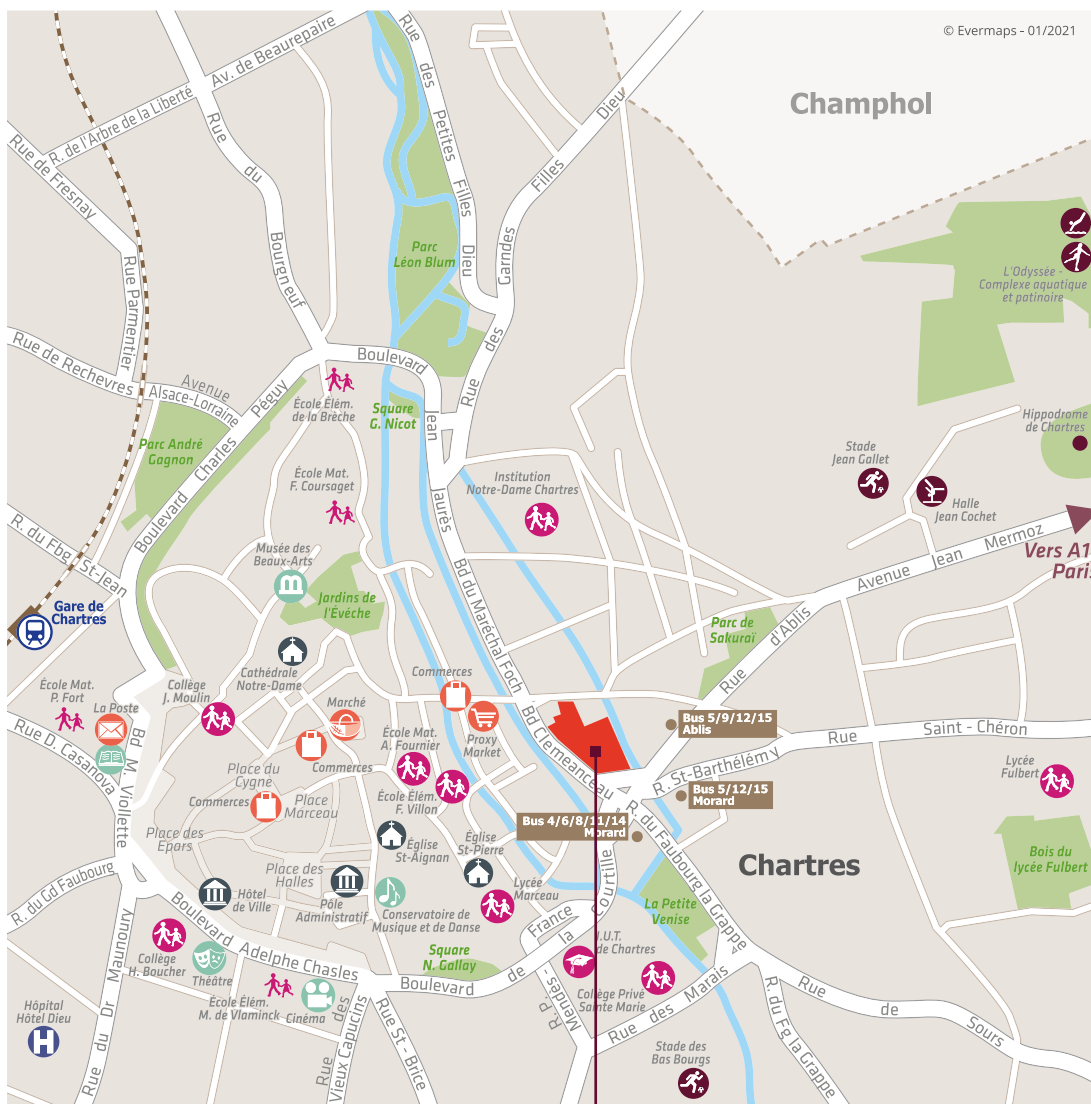 © Evermaps - 01/2021
Champhol
Av. de Beaurepaire
R. de l'Arbre de la Liberté
Rue de Fresnay
Rue du Bourgneuf
Rue des Petites Filles Dieu
Rue des Garndes Filles Dieu
Rue Parmentier
Parc
Léon Blum
L'Odyssée -
Complexe aquatique
et patinoire
Rue de Rechevres
Avenue
Alsace-Lorraine
Boulevard Charles Péguy
Boulevard Jean Jaurès
École Élém.
de la Brèche
Square
G. Nicot
Parc André
Gagnon
Hippodrome
de Chartres
Stade
Jean Gallet
Halle
Jean Cochet
École Mat.
F. Coursaget
Institution
Notre-Dame Chartres
R. du Fbg St-Jean
Avenue Jean Mermoz
Vers A1
Paris
Musée des
Beaux-Arts
Jardins de
l'Évêché
Bd du Maréchal Foch
Gare de
Chartres
Parc de
Sakuraï
Rue d'Ablis
Cathédrale
Notre-Dame
Commerces
École Mat.
P. Fort
La Poste
Collège
J. Moulin
Marché
Proxy
Market
Bd Clemeanceau
Bus 5/9/12/15
Ablis
Rue Saint - Chéron
R. St-Barthélémy
Rue D. Casanova
Bd M. Viollette
Place du
Cygne
Commerces
École Mat.
A. Fournier
École Élém.
F. Villon
Lycée
Fulbert
Bus 5/12/15
Morard
Commerces
Place
Marceau
Bus 4/6/8/11/14
Morard
Place des
Epars
Église
St-Aignan
Église
St-Pierre
R. du Faubourg la Grappe
Chartres
Bois du
lycée Fulbert
R. du Gd Faubourg
Place des
Halles
Hôtel
de Ville
Pôle
Administratif
Conservatoire de
Musique et de Danse
Lycée
Marceau
La Petite
Venise
Boulevard Adelphe Chasles
Square
N. Gallay
Boulevard de la Courtille
R. P. Mendes - France
I.U.T.
de Chartres
Collège Privé
Sainte Marie
Collège
H. Boucher
Théâtre
École Élém.
M. de Vlaminck
Cinéma
Rue du Dr Maunoury
Hôpital
Hôtel Dieu
Rue des Vieux Capucins
Rue St - Brice
Rue des Marais
R. du Fg la Grappe
Rue de Sours
Stade des
Bas Bourgs